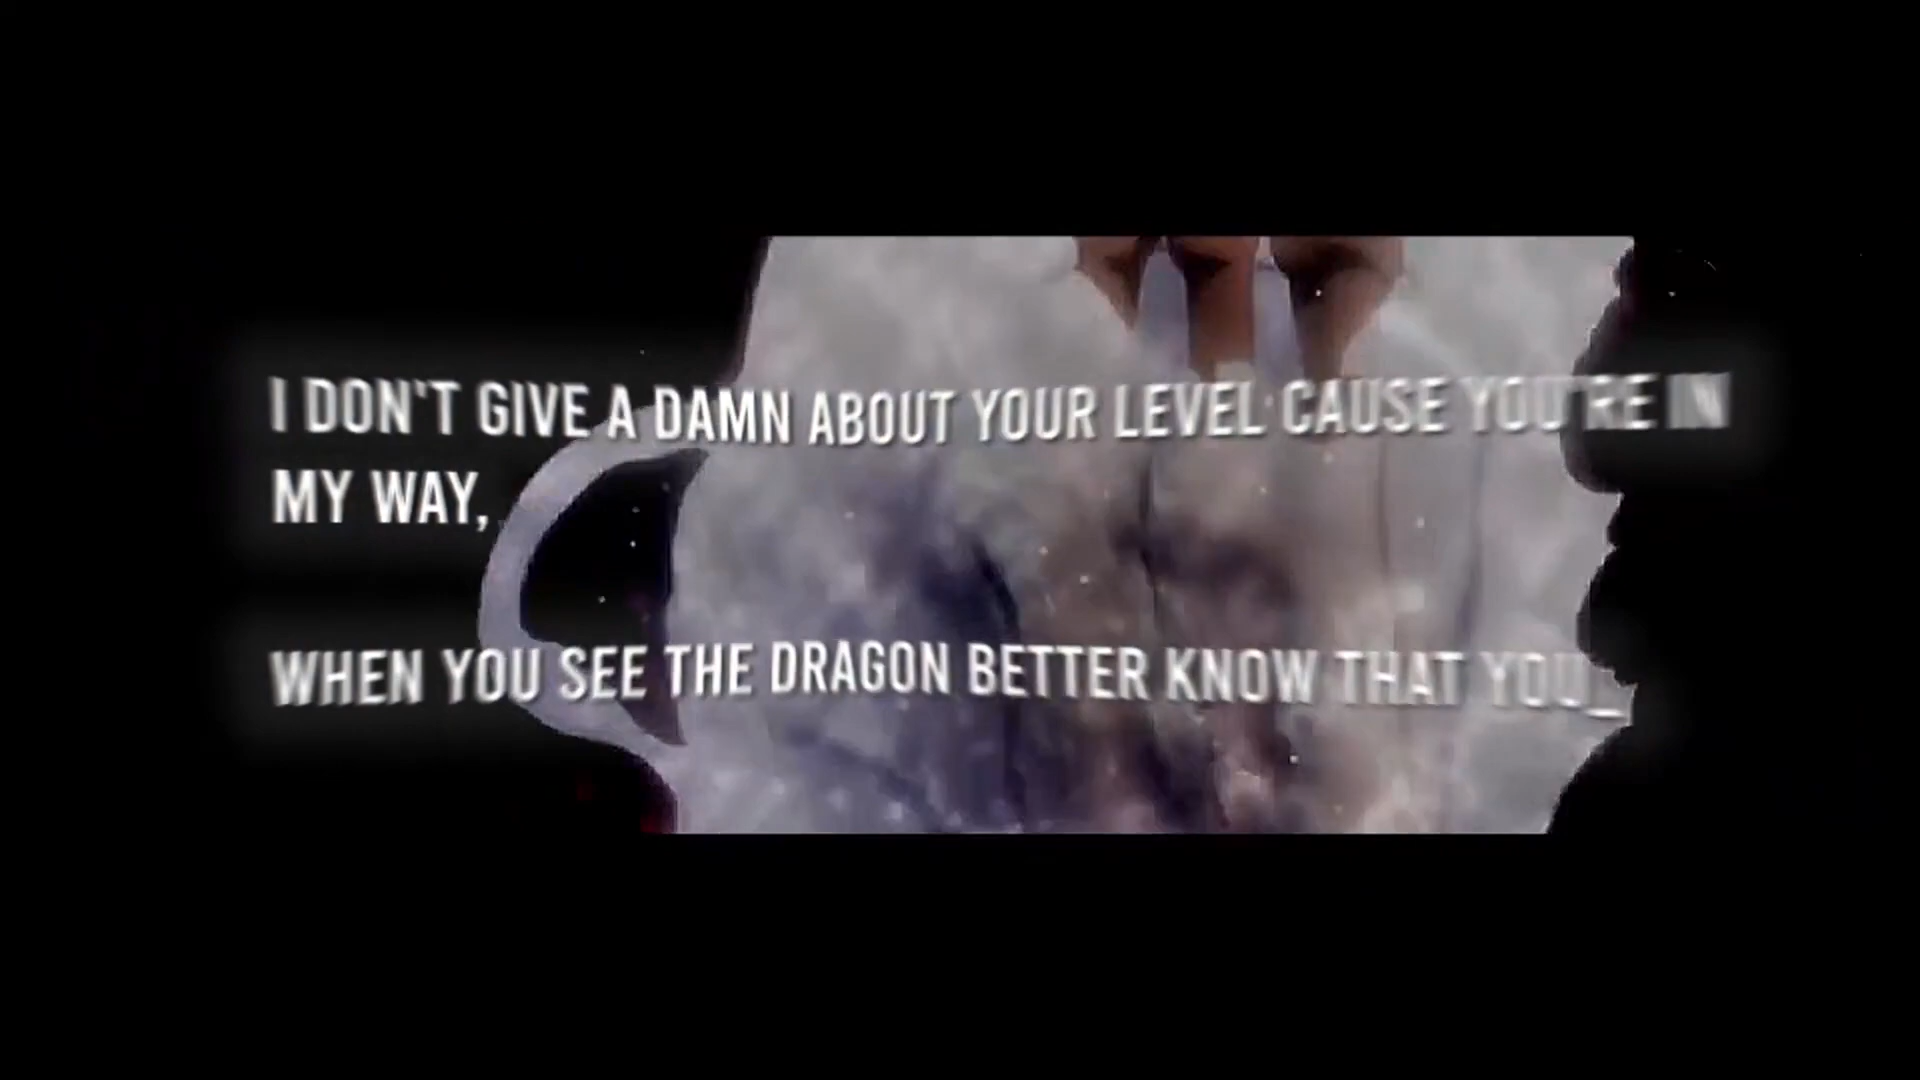 I DON'T GIVE A DAMN ABOUT YOUR LEVEL CAUSE YOU'RE IN
MY WAY,
WHEN YOU SEE THE DRAGON BETTER KNOW THAT YOU_